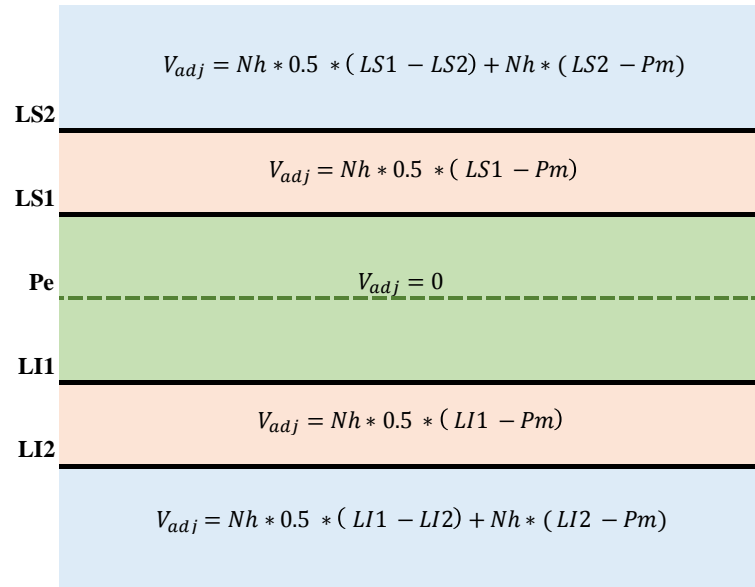 V_adj = Nh * 0.5 * ( LS1 − LS2) + Nh * ( LS2 − Pm)
LS2
V_adj = Nh * 0.5 * ( LS1 − Pm)
LS1
Pe
V_adj = 0
LI1
V_adj = Nh * 0.5 * ( LI1 − Pm)
LI2
V_adj = Nh * 0.5 * ( LI1 − LI2) + Nh * ( LI2 − Pm)